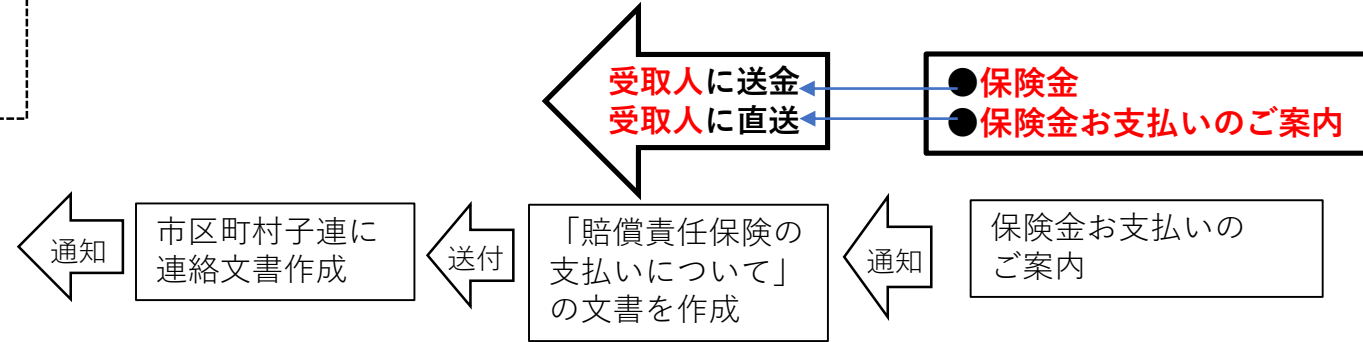 受取人に送金
受取人に直送
●保険金
●保険金お支払いのご案内
通知
市区町村子連に
連絡文書作成
送付
「賠償責任保険の
支払いについて」
の文書を作成
通知
保険金お支払いの
ご案内